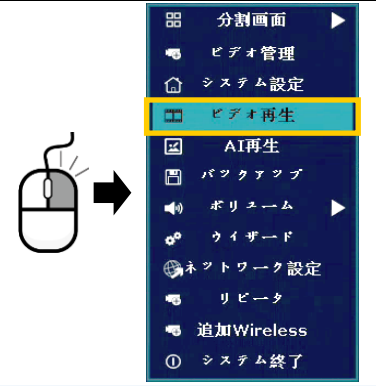 分割画面
ビデオ管理
システム設定
ビデオ再生
AI再生
バックアップ
ボリューム
ウィザード
ネットワーク設定
リピータ
追加Wireless
システム終了